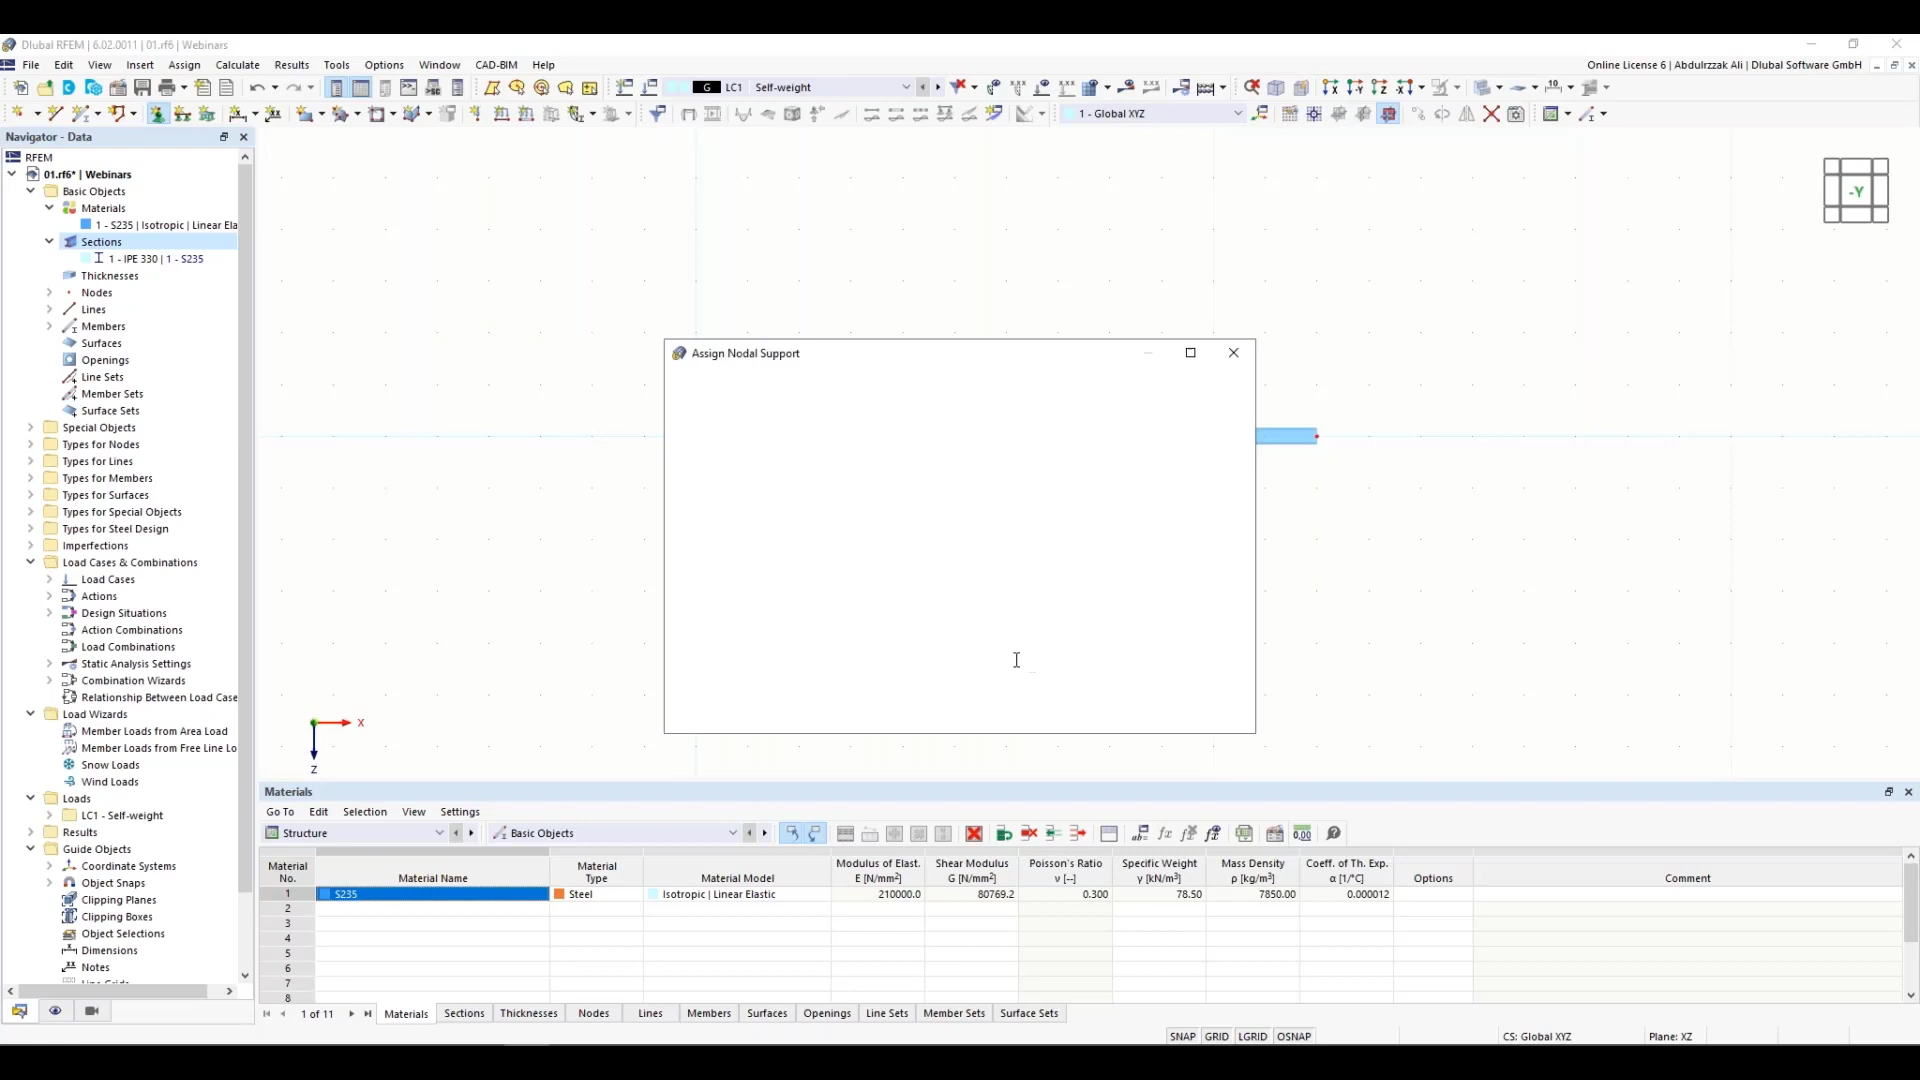 Dlubal RFEM | 6.02.0011 | 01.rf6 | Webinars
File Edit View Insert Assign Calculate Results Tools Options Window CAD-BIM Help
Online License 6 | Abdulrzzak Ali | Dlubal Software GmbH
G LC1 Self-weight
1 - Global XYZ
Navigator - Data
RFEM
01.rf6* | Webinars
Basic Objects
Materials
1 - S235 | Isotropic | Linear Ela
Sections
1 - IPE 330 | 1 - S235
Thicknesses
Nodes
Lines
Members
Surfaces
Openings
Line Sets
Member Sets
Surface Sets
Special Objects
Types for Nodes
Types for Lines
Types for Members
Types for Surfaces
Types for Special Objects
Types for Steel Design
Imperfections
Load Cases & Combinations
Load Cases
Actions
Design Situations
Action Combinations
Load Combinations
Static Analysis Settings
Combination Wizards
Relationship Between Load Case
Load Wizards
Member Loads from Area Load
Member Loads from Free Line Lo
Snow Loads
Wind Loads
Loads
LC1 - Self-weight
Results
Guide Objects
Coordinate Systems
Object Snaps
Clipping Planes
Clipping Boxes
Object Selections
Dimensions
Notes
-Y
Assign Nodal Support
X
Z
Materials
Go To Edit Selection View Settings
Structure Basic Objects
Material No. Material Name Material Type Material Model Modulus of Elast. E [N/mm²] Shear Modulus G [N/mm²] Poisson's Ratio ν [--] Specific Weight γ [kN/m³] Mass Density ρ [kg/m³] Coeff. of Th. Exp. α [1/°C] Options Comment
1 S235 Steel Isotropic | Linear Elastic 210000.0 80769.2 0.300 78.50 7850.00 0.000012
2
3
4
5
6
7
8
1 of 11 Materials Sections Thicknesses Nodes Lines Members Surfaces Openings Line Sets Member Sets Surface Sets
SNAP GRID LGRID OSNAP CS: Global XYZ Plane: XZ